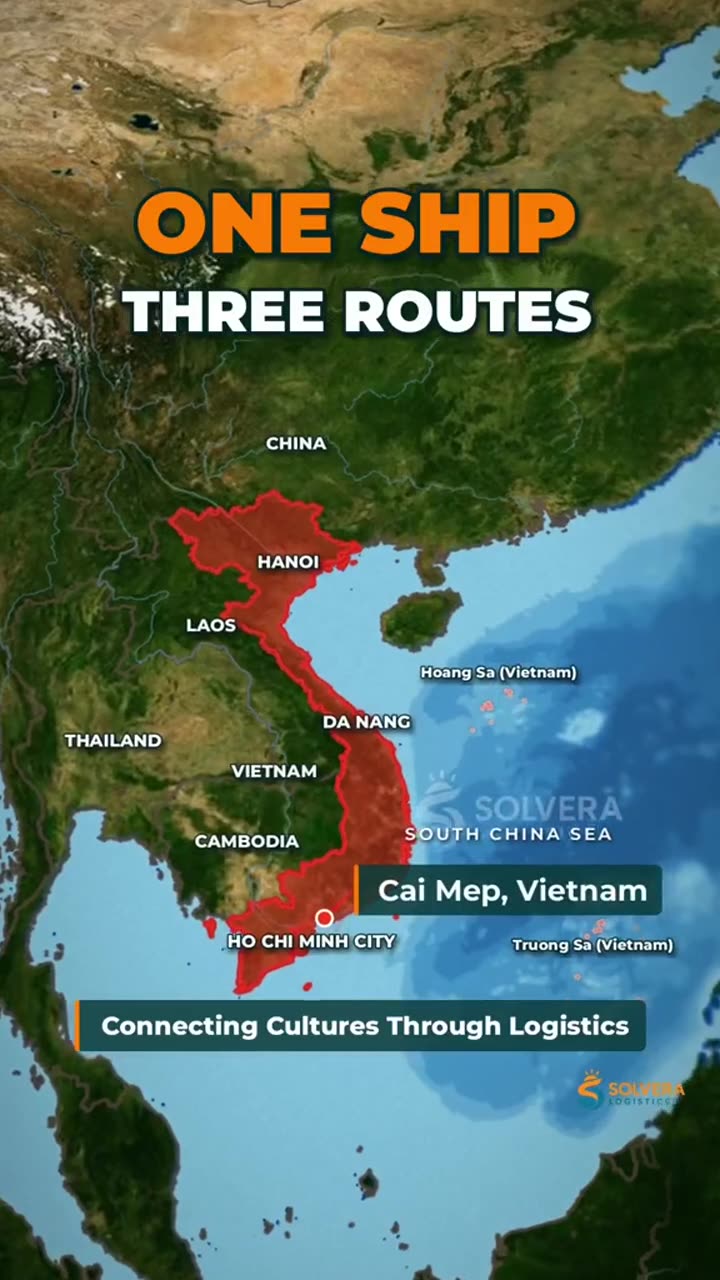 ONE SHIP
THREE ROUTES
CHINA
HANOI
LAOS
Hoang Sa (Vietnam)
DA NANG
THAILAND
VIETNAM
SOLVERA
SOUTH CHINA SEA
CAMBODIA
Cai Mep, Vietnam
HO CHI MINH CITY
Truong Sa (Vietnam)
Connecting Cultures Through Logistics
SOLVERA
LOGISTICS